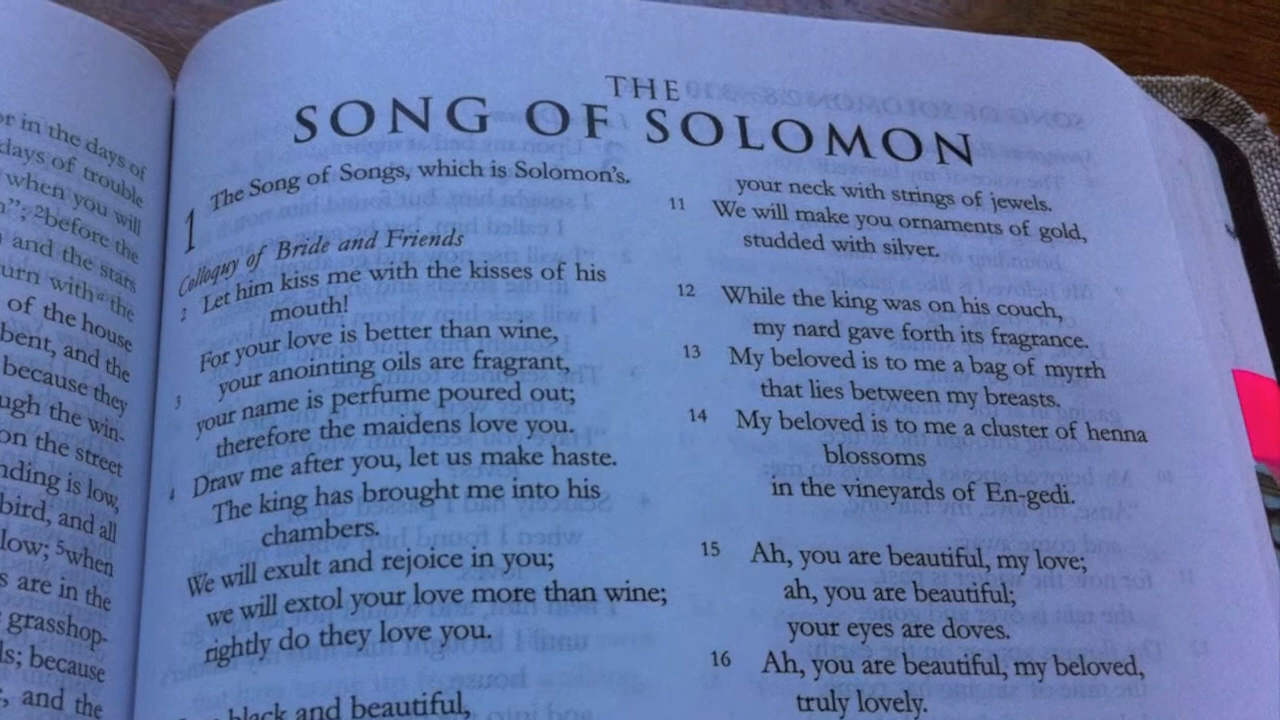 or in the days of
days of trouble
when you will
"; 2before the
and the stars
urn with the
of the house
bent, and the
because they
ugh the win-
on the street
nding is low,
bird, and all
low; 5when
s are in the
grasshop-
ls; because
, and the
THE
SONG OF SOLOMON
1 The Song of Songs, which is Solomon's.
Colloquy of Bride and Friends
2 Let him kiss me with the kisses of his
mouth!
For your love is better than wine,
3 your anointing oils are fragrant,
your name is perfume poured out;
therefore the maidens love you.
4 Draw me after you, let us make haste.
The king has brought me into his
chambers.
We will exult and rejoice in you;
we will extol your love more than wine;
rightly do they love you.
black and beautiful,
your neck with strings of jewels.
11 We will make you ornaments of gold,
studded with silver.
12 While the king was on his couch,
my nard gave forth its fragrance.
13 My beloved is to me a bag of myrrh
that lies between my breasts.
14 My beloved is to me a cluster of henna
blossoms
in the vineyards of En-gedi.
15 Ah, you are beautiful, my love;
ah, you are beautiful;
your eyes are doves.
16 Ah, you are beautiful, my beloved,
truly lovely.